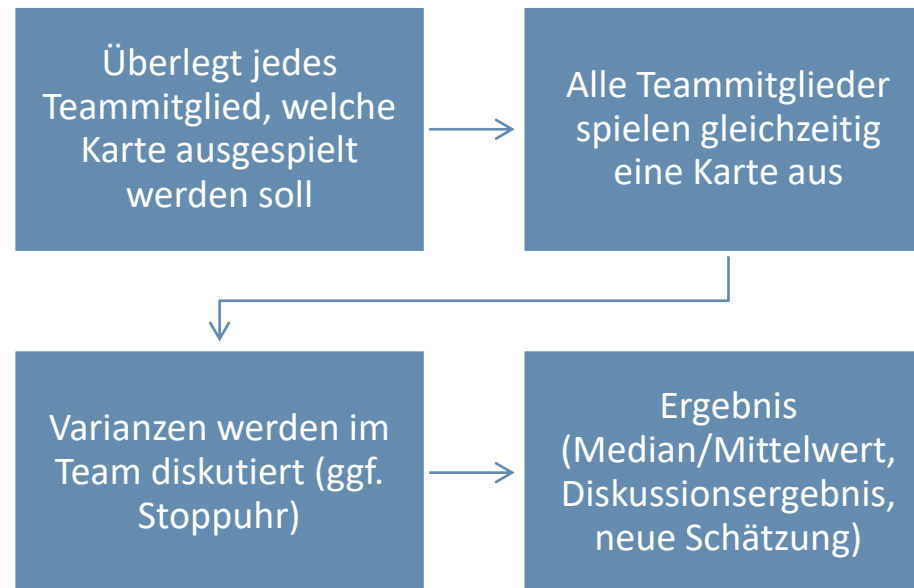 Überlegt jedes
Teammitglied, welche
Karte ausgespielt
werden soll
Alle Teammitglieder
spielen gleichzeitig
eine Karte aus
Varianzen werden im
Team diskutiert (ggf.
Stoppuhr)
Ergebnis
(Median/Mittelwert,
Diskussionsergebnis,
neue Schätzung)